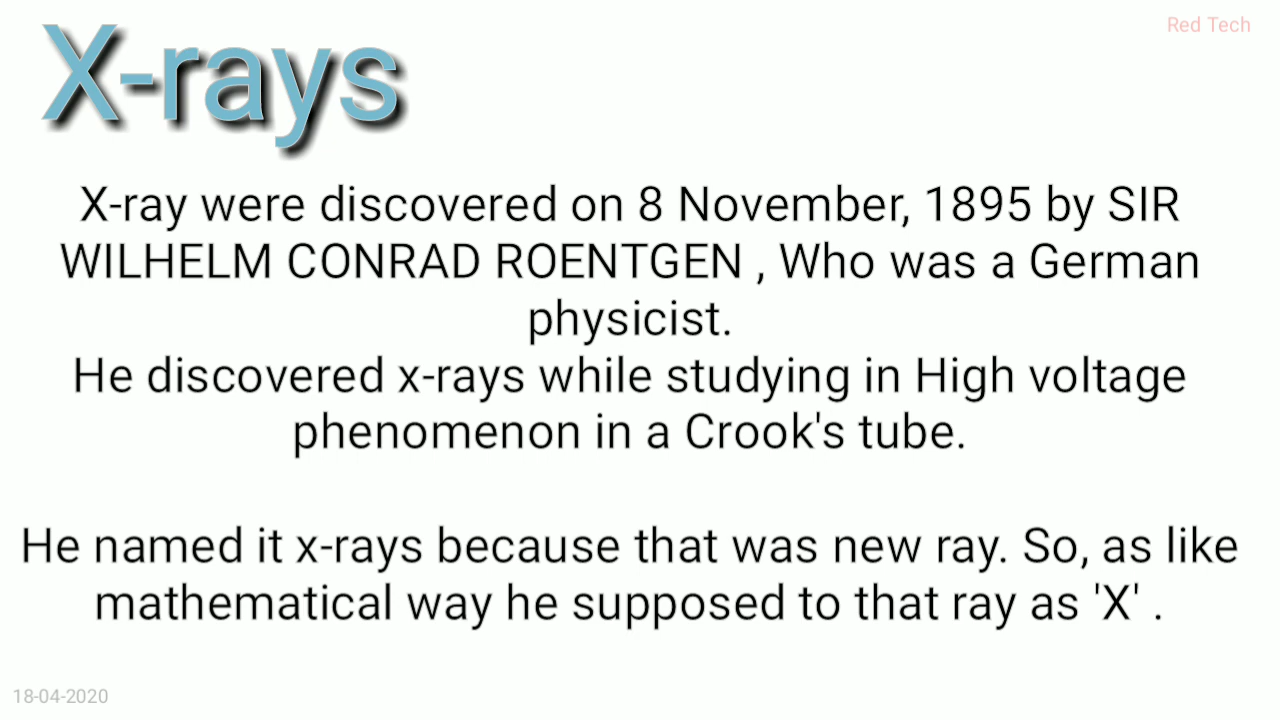 X-rays
Red Tech
X-ray were discovered on 8 November, 1895 by SIR
WILHELM CONRAD ROENTGEN , Who was a German
physicist.
He discovered x-rays while studying in High voltage
phenomenon in a Crook's tube.
He named it x-rays because that was new ray. So, as like
mathematical way he supposed to that ray as 'X' .
18-04-2020